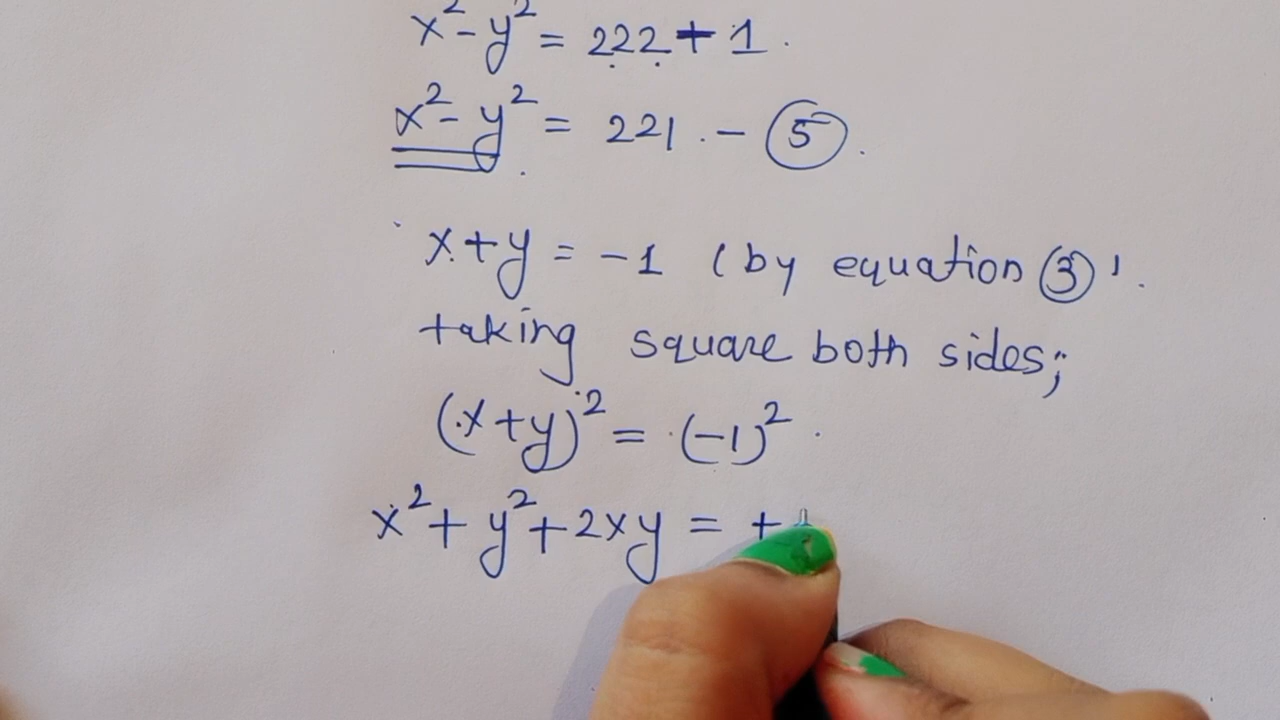 x² - y² = 222 + 1.
x² - y² = 221. - ⑤.
x + y = -1 (by equation ③'.
taking square both sides;
(x + y)² = (-1)².
x² + y² + 2xy = +